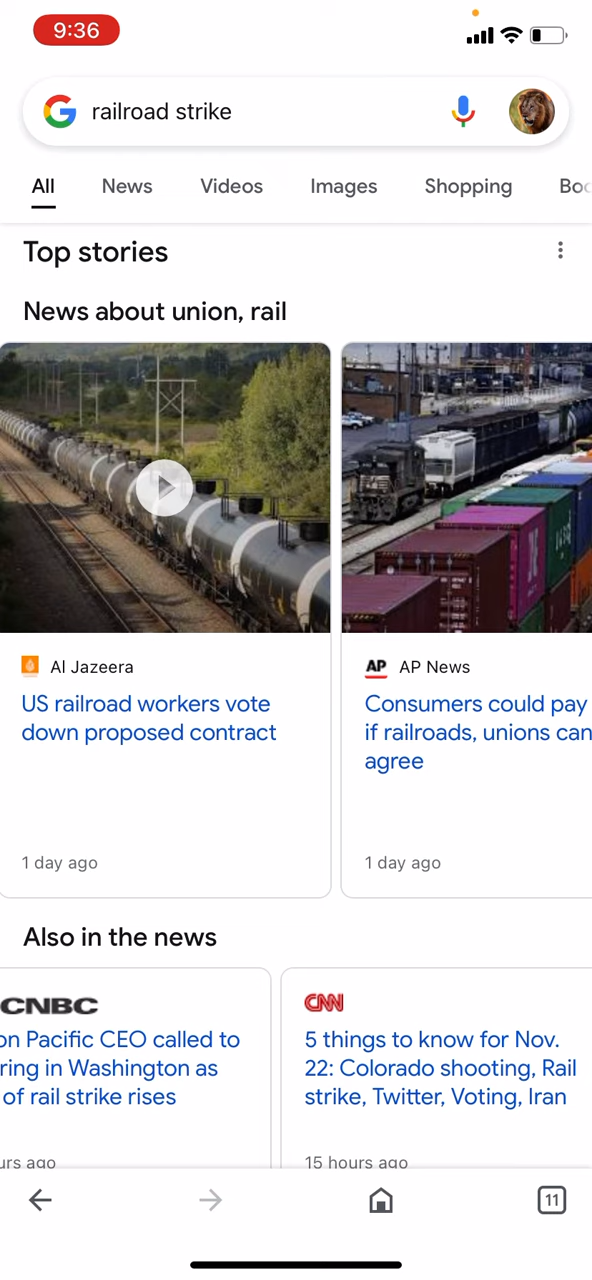 9:36
railroad strike
All News Videos Images Shopping Boo
Top stories
News about union, rail
Al Jazeera
US railroad workers vote
down proposed contract
1 day ago
AP AP News
Consumers could pay
if railroads, unions can
agree
1 day ago
Also in the news
CNBC
on Pacific CEO called to
ring in Washington as
of rail strike rises
urs ago
CNN
5 things to know for Nov.
22: Colorado shooting, Rail
strike, Twitter, Voting, Iran
15 hours ago
11